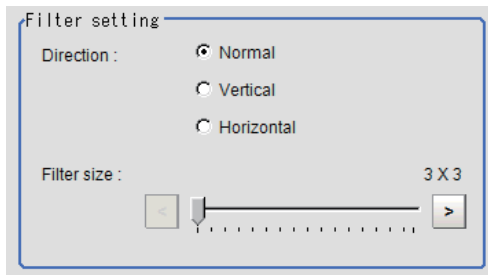 Filter setting
Direction :
Normal
Vertical
Horizontal
Filter size :
3 X 3
<
>